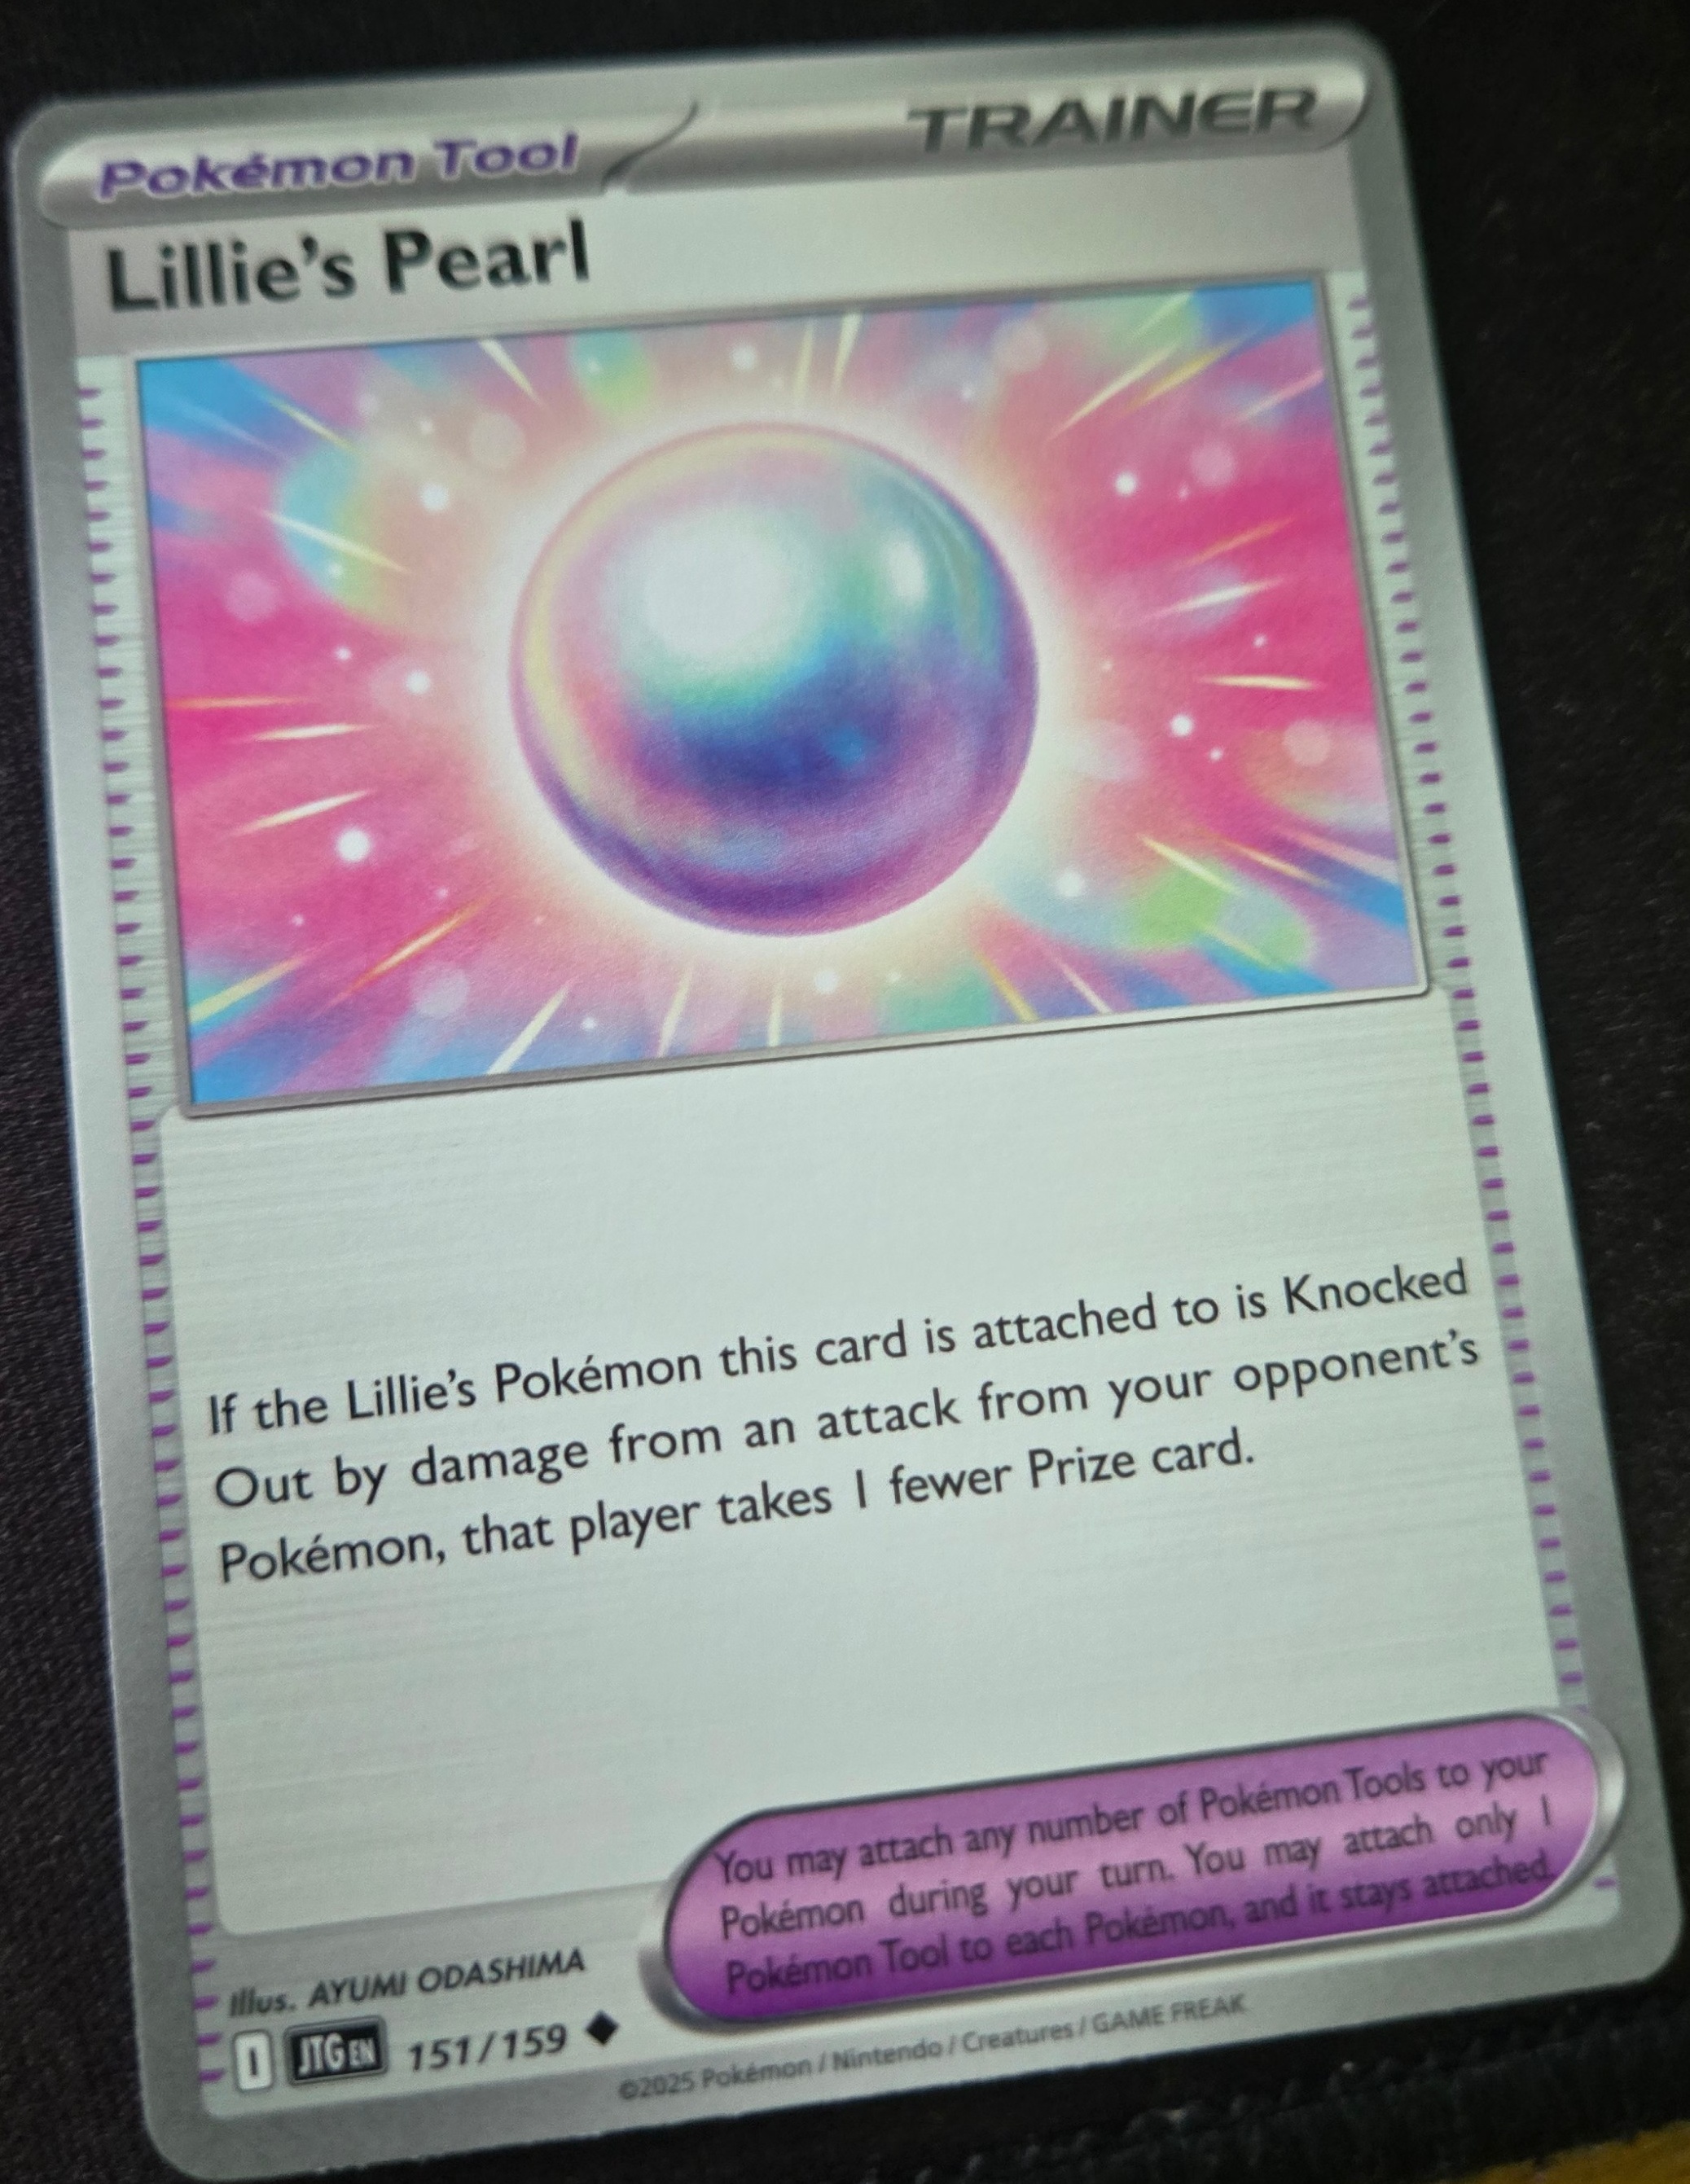 Pokémon Tool
TRAINER
Lillie's Pearl
If the Lillie's Pokémon this card is attached to is Knocked
Out by damage from an attack from your opponent's
Pokémon, that player takes 1 fewer Prize card.
You may attach any number of Pokémon Tools to your
Pokémon during your turn. You may attach only 1
Pokémon Tool to each Pokémon, and it stays attached.
Illus. AYUMI ODASHIMA
I JTG EN 151/159
©2025 Pokémon / Nintendo / Creatures / GAME FREAK